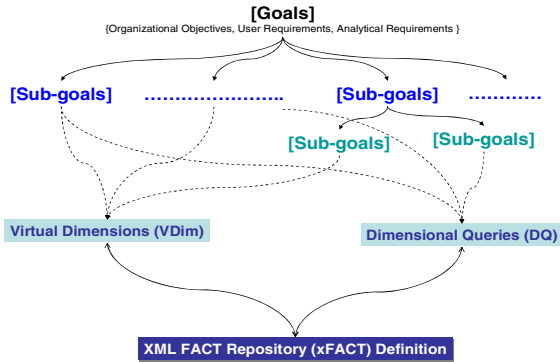 [Goals]
{Organizational Objectives, User Requirements, Analytical Requirements }
[Sub-goals] ........................ [Sub-goals] ............
[Sub-goals] [Sub-goals]
Virtual Dimensions (VDim) Dimensional Queries (DQ)
XML FACT Repository (xFACT) Definition